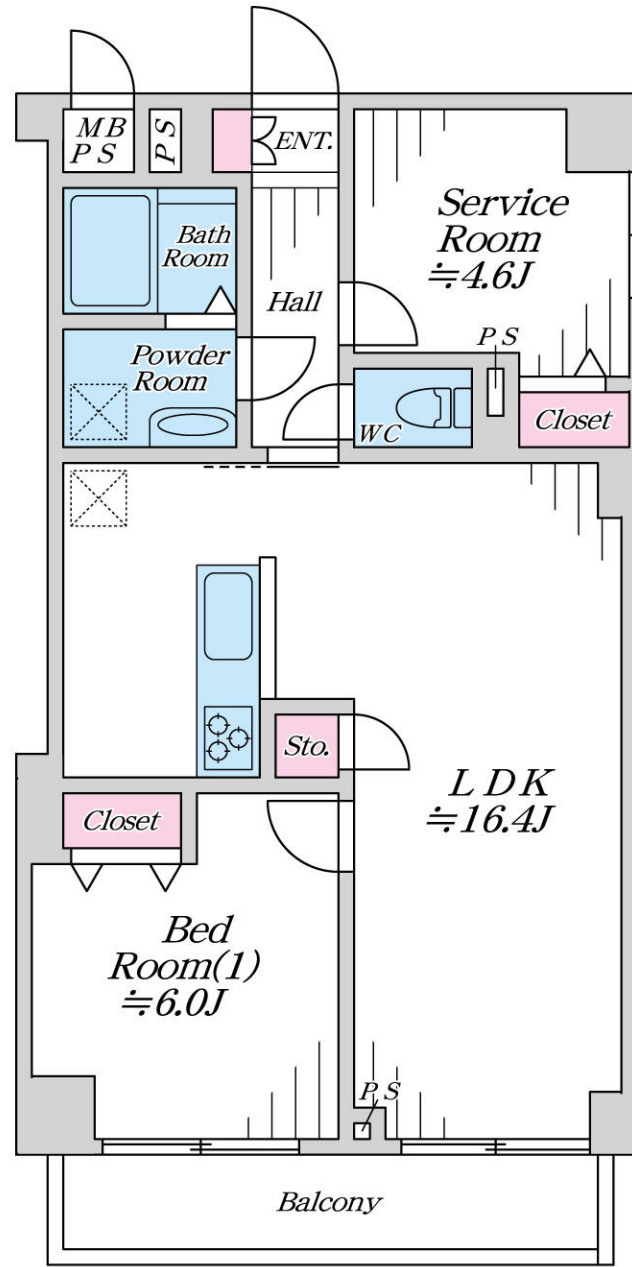 MB
PS
PS
ENT.
Service
Room
≒4.6J
Bath
Room
Hall
PS
Powder
Room
WC
Closet
Sto.
LDK
≒16.4J
Closet
Bed
Room(1)
≒6.0J
PS
Balcony